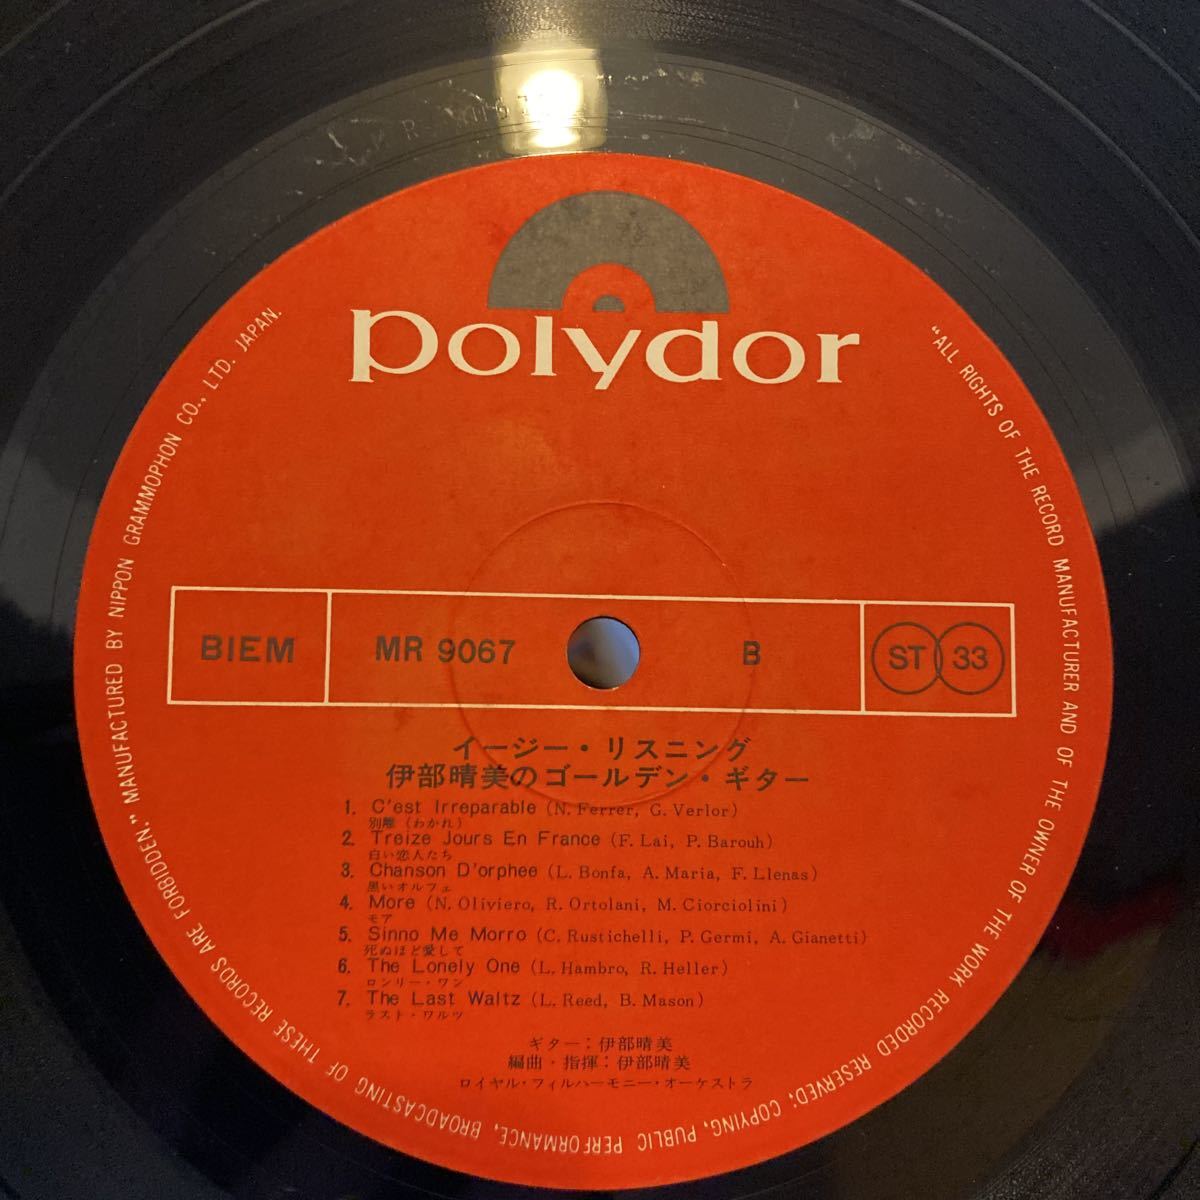 polydor
"ALL RIGHTS OF THE RECORD MANUFACTURER AND OF THE OWNER OF THE WORK RECORDED RESERVED; COPYING, PUBLIC PERFORMANCE, BROADCASTING OF THESE RECORDS ARE FORBIDDEN," MANUFACTURED BY NIPPON GRAMMOPHON CO., LTD. JAPAN.
BIEM MR 9067 B ST 33
イージー・リスニング
伊部晴美のゴールデン・ギター
1. C'est Irreparable (N. Ferrer, G. Verlor)
別離 (わかれ)
2. Treize Jours En France (F. Lai, P. Barouh)
白い恋人たち
3. Chanson D'orphee (L. Bonfa, A. Maria, F. Llenas)
黒いオルフェ
4. More (N. Oliviero, R. Ortolani, M. Ciorciolini)
モア
5. Sinno Me Morro (C. Rustichelli, P. Germi, A. Gianetti)
死ぬほど愛して
6. The Lonely One (L. Hambro, R. Heller)
ロンリー・ワン
7. The Last Waltz (L. Reed, B. Mason)
ラスト・ワルツ
ギター：伊部晴美
編曲・指揮：伊部晴美
ロイヤル・フィルハーモニー・オーケストラ